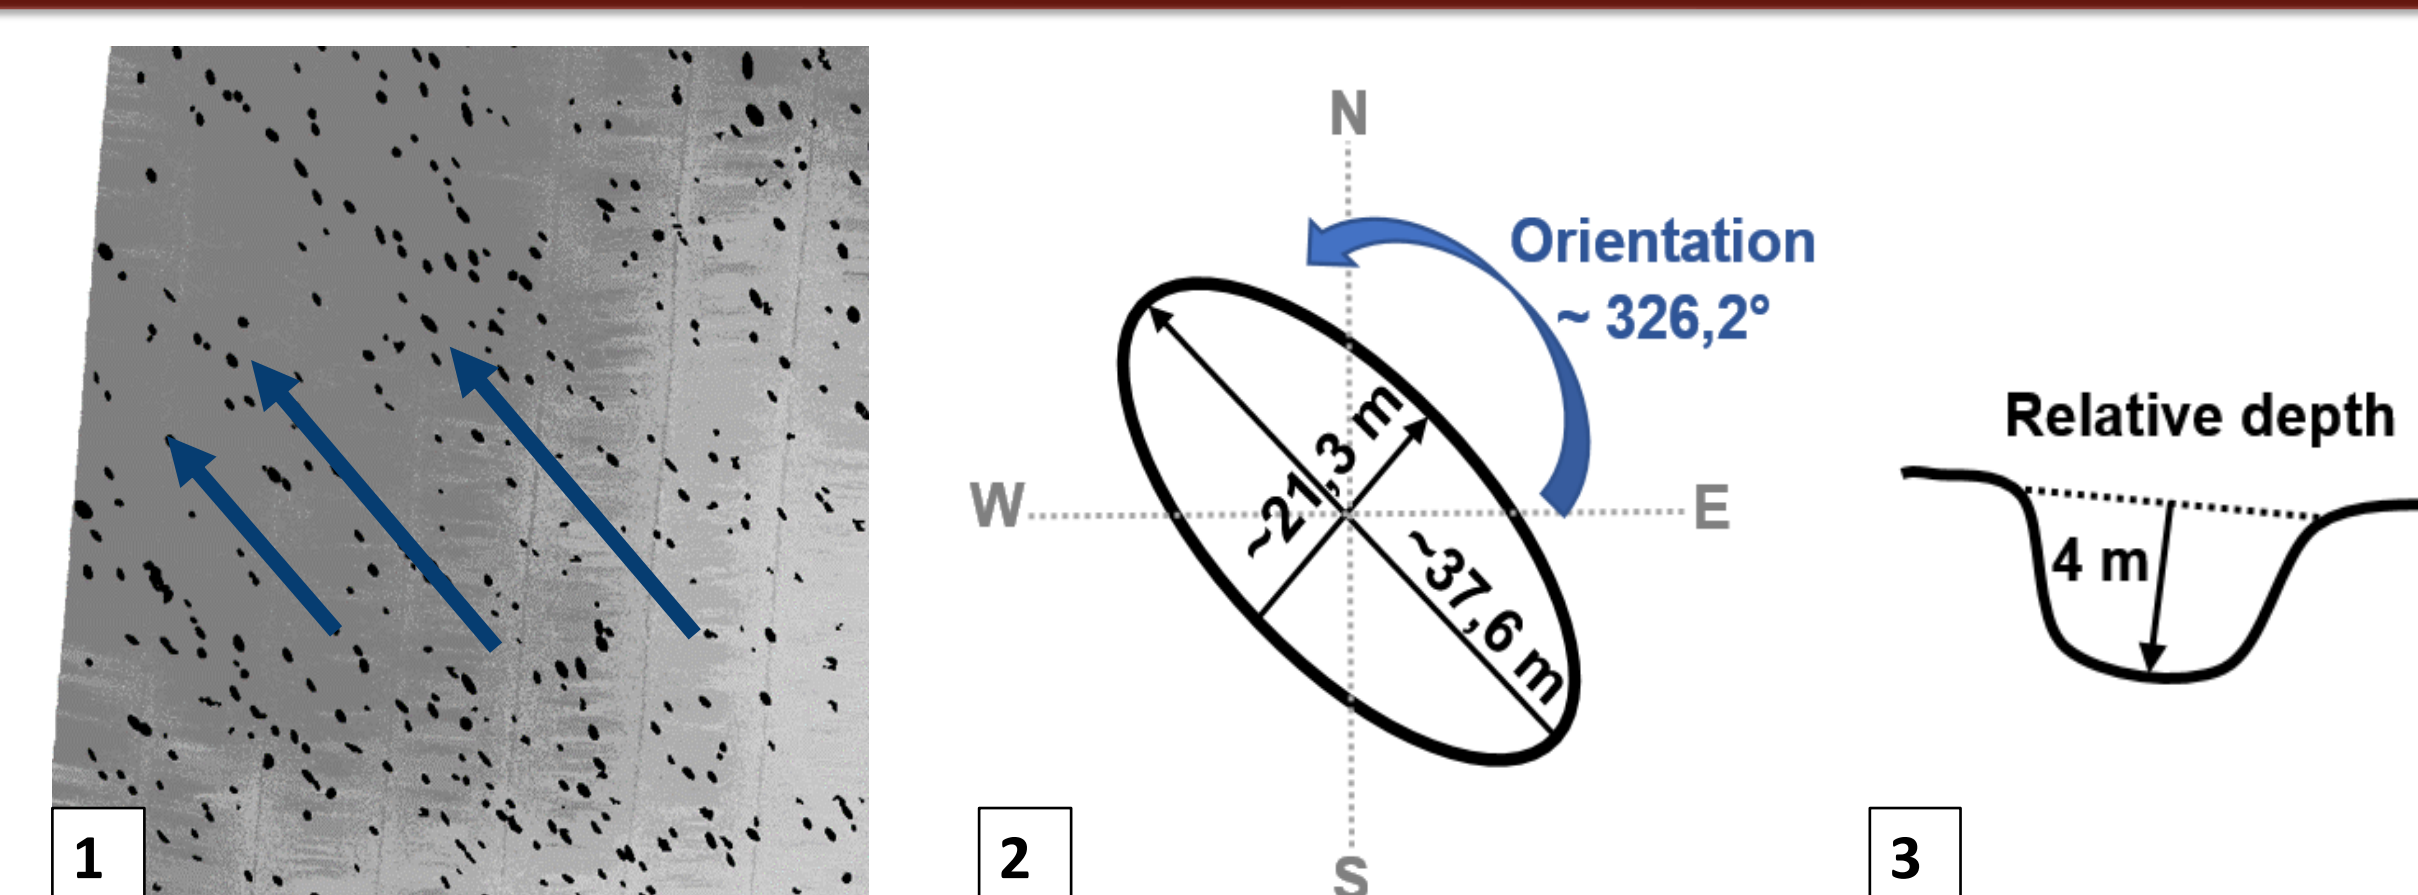 1
N
Orientation
~ 326,2°
W
E
~21,3 m
~37,6 m
S
2
Relative depth
4 m
3